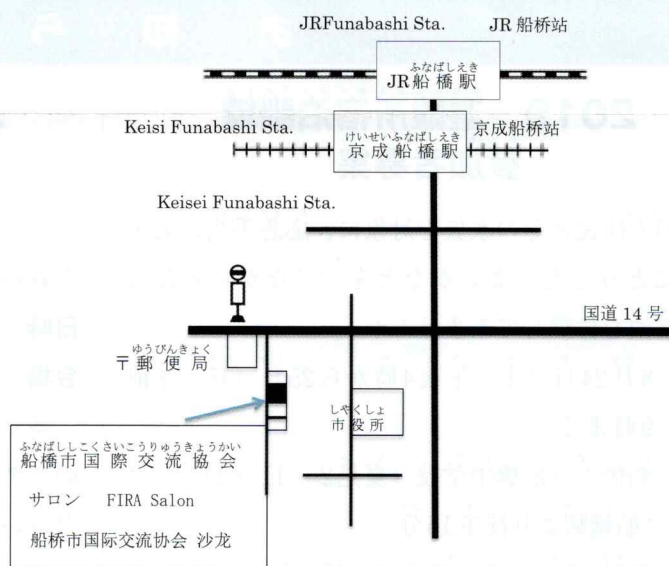 JRFunabashi Sta. JR 船桥站
ふなばしえき
JR船橋駅
Keisi Funabashi Sta.
けいせいふなばしえき
京成船橋駅
京成船桥站
Keisei Funabashi Sta.
国道 14 号
ゆうびんきょく
〒郵便局
しやくしょ
市役所
ふなばししこくさいこうりゅうきょうかい
船橋市国際交流協会
サロン FIRA Salon
船桥市国际交流协会 沙龙